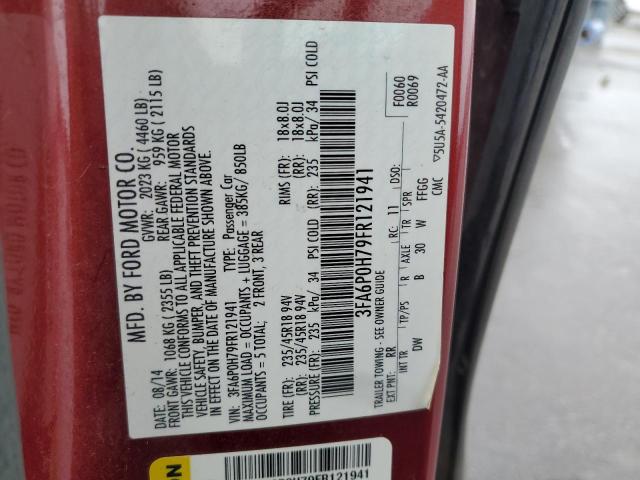 MFD. BY FORD MOTOR CO.
DATE: 08/14 GVWR: 2023 KG ( 4460 LB)
FRONT GAWR: 1068 KG ( 2355 LB) REAR GAWR: 959 KG ( 2115 LB)
THIS VEHICLE CONFORMS TO ALL APPLICABLE FEDERAL MOTOR
VEHICLE SAFETY, BUMPER, AND THEFT PREVENTION STANDARDS
IN EFFECT ON THE DATE OF MANUFACTURE SHOWN ABOVE.
VIN: 3FA6P0H79FR121941 TYPE: Passenger Car
MAXIMUM LOAD = OCCUPANTS + LUGGAGE = 385KG/ 850LB
OCCUPANTS = 5 TOTAL; 2 FRONT, 3 REAR
TIRE (FR): 235/45R18 94V RIMS (FR): 18x8.0J
(RR): 235/45R18 94V (RR): 18x8.0J
PRESSURE (FR): 235 kPa/ 34 PSI COLD (RR): 235 kPa/ 34 PSI COLD
3FA6P0H79FR121941
F0060
R0069
TRAILER TOWING - SEE OWNER GUIDE
EXT PNT: RR RC: 11 DSO:
INT TR TP/PS R AXLE TR SPR
DW B 30 W FFGG
CMC ▽5U5A-5420472-AA
3FA6P0H79FR121941